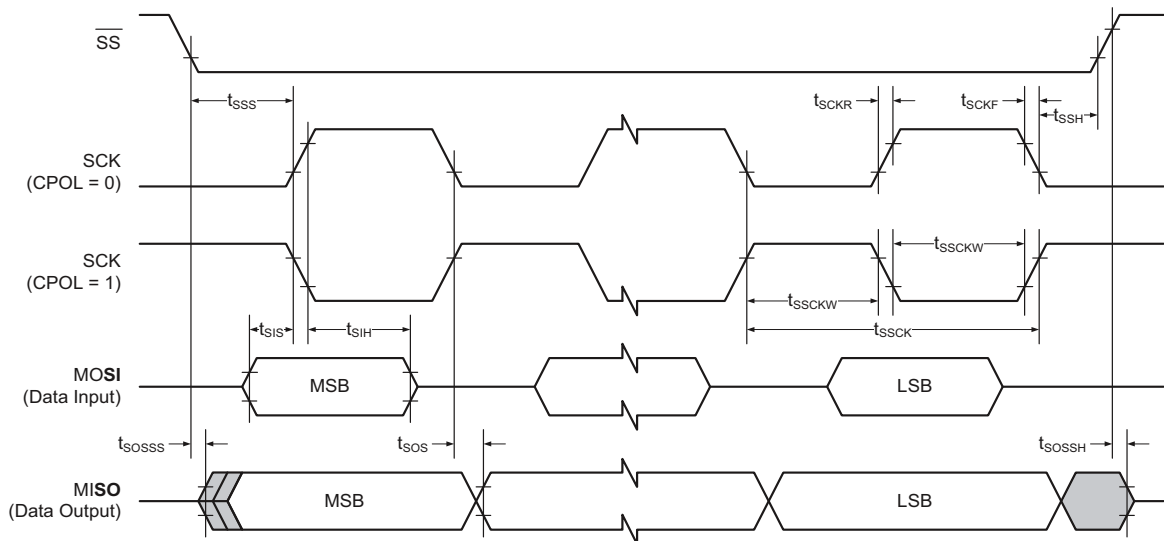 SS
tSSS
tSCKR
tSCKF
tSSH
SCK
(CPOL = 0)
SCK
(CPOL = 1)
tSSCKW
tSSCKW
tSSCK
tSIS
tSIH
MOSI
(Data Input)
MSB
LSB
tSOSSS
tSOS
tSOSSH
MISO
(Data Output)
MSB
LSB